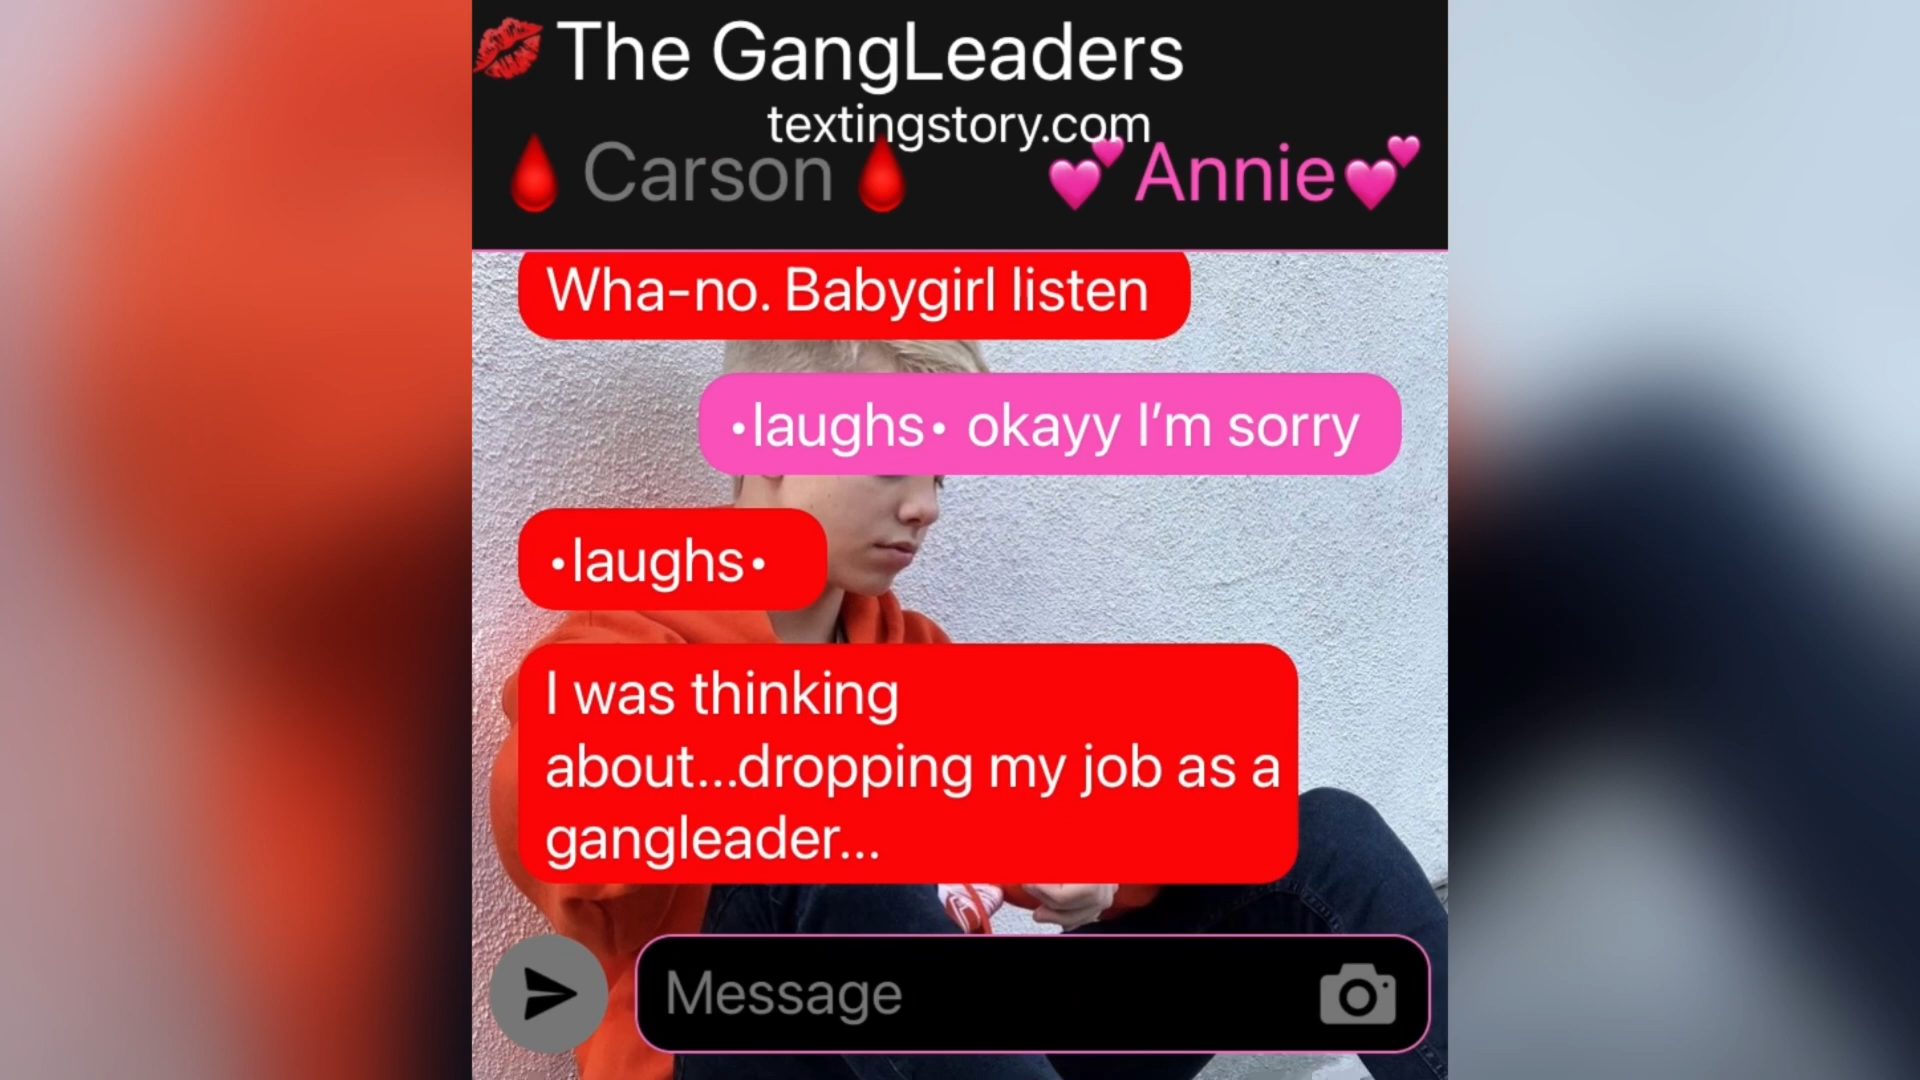 💋The GangLeaders
textingstory.com
🩸Carson🩸 💕Annie💕
Wha-no. Babygirl listen
•laughs• okayy I’m sorry
•laughs•
I was thinking
about...dropping my job as a
gangleader...
Message